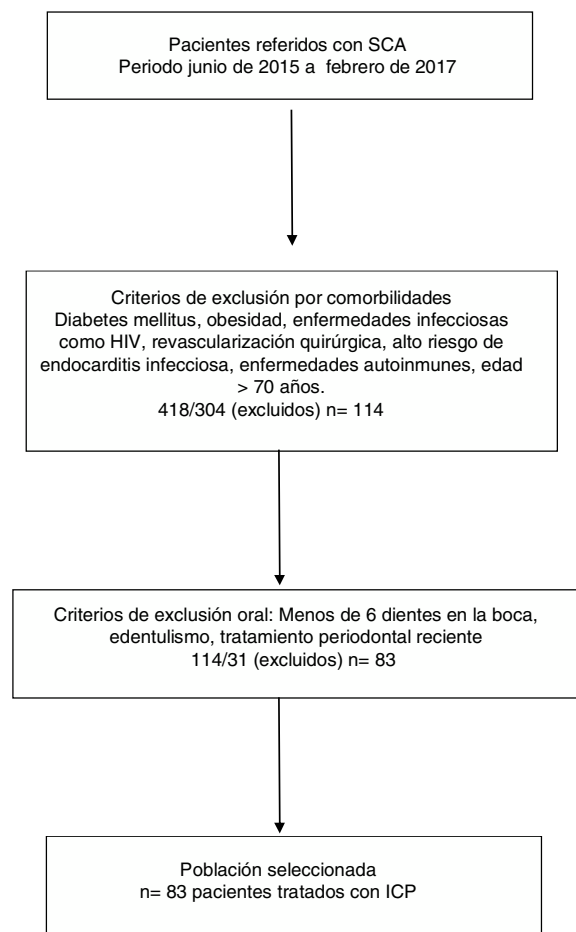 Pacientes referidos con SCA
Periodo junio de 2015 a febrero de 2017
Criterios de exclusión por comorbilidades
Diabetes mellitus, obesidad, enfermedades infecciosas
como HIV, revascularización quirúrgica, alto riesgo de
endocarditis infecciosa, enfermedades autoinmunes, edad
> 70 años.
418/304 (excluidos) n= 114
Criterios de exclusión oral: Menos de 6 dientes en la boca,
edentulismo, tratamiento periodontal reciente
114/31 (excluidos) n= 83
Población seleccionada
n= 83 pacientes tratados con ICP